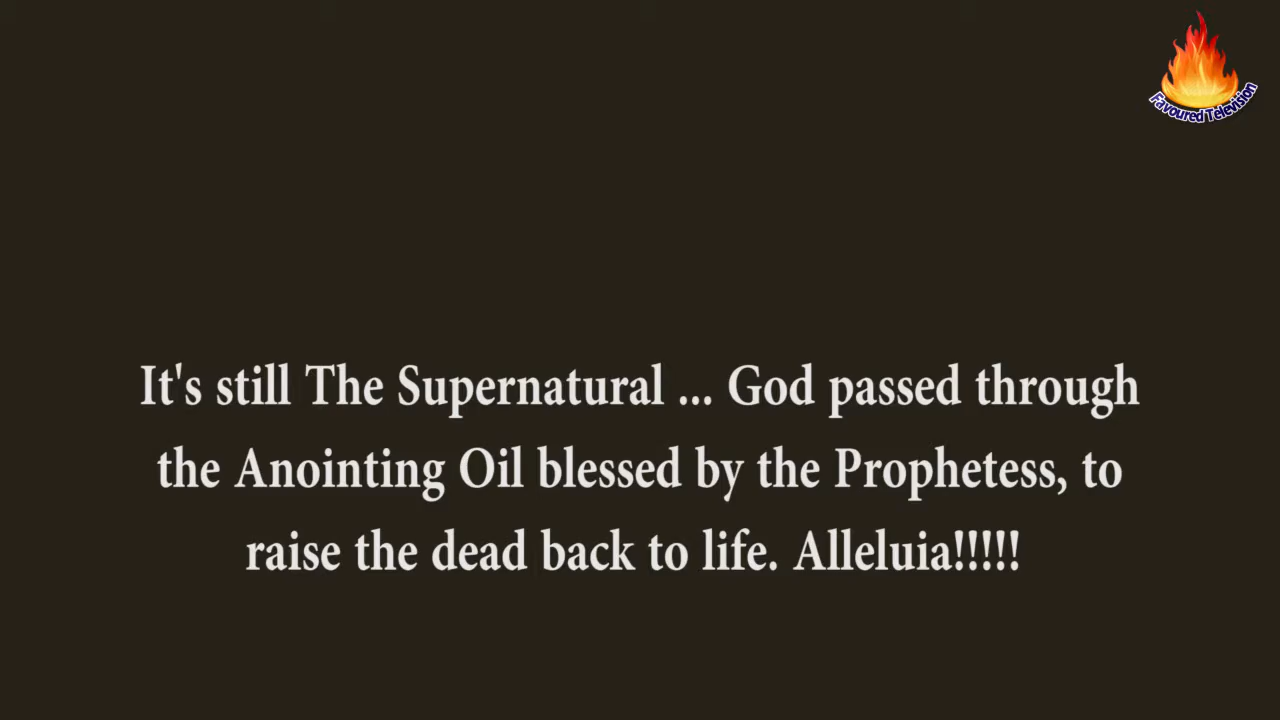 Favoured Television
It's still The Supernatural ... God passed through
the Anointing Oil blessed by the Prophetess, to
raise the dead back to life. Alleluia!!!!!